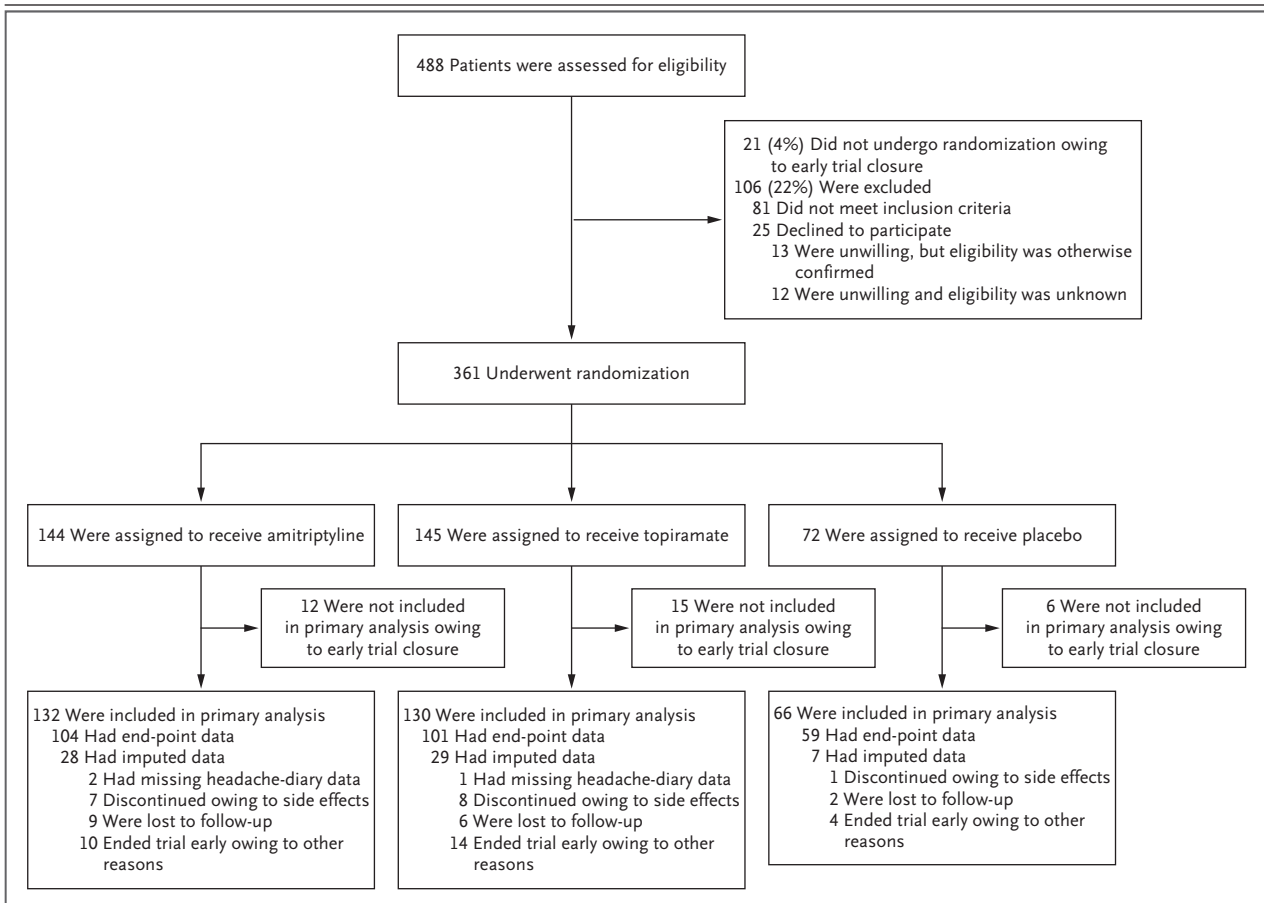 488 Patients were assessed for eligibility
21 (4%) Did not undergo randomization owing
to early trial closure
106 (22%) Were excluded
81 Did not meet inclusion criteria
25 Declined to participate
13 Were unwilling, but eligibility was otherwise
confirmed
12 Were unwilling and eligibility was unknown
361 Underwent randomization
144 Were assigned to receive amitriptyline
145 Were assigned to receive topiramate
72 Were assigned to receive placebo
12 Were not included
in primary analysis owing
to early trial closure
15 Were not included
in primary analysis owing
to early trial closure
6 Were not included
in primary analysis owing
to early trial closure
132 Were included in primary analysis
104 Had end-point data
28 Had imputed data
2 Had missing headache-diary data
7 Discontinued owing to side effects
9 Were lost to follow-up
10 Ended trial early owing to other
reasons
130 Were included in primary analysis
101 Had end-point data
29 Had imputed data
1 Had missing headache-diary data
8 Discontinued owing to side effects
6 Were lost to follow-up
14 Ended trial early owing to other
reasons
66 Were included in primary analysis
59 Had end-point data
7 Had imputed data
1 Discontinued owing to side effects
2 Were lost to follow-up
4 Ended trial early owing to other
reasons